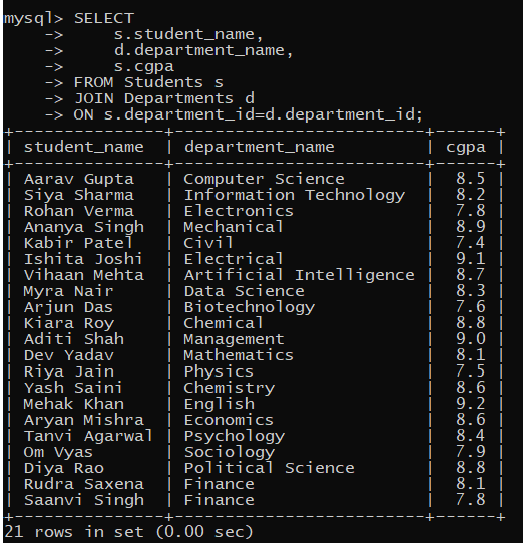 mysql> SELECT
    ->     s.student_name,
    ->     d.department_name,
    ->     s.cgpa
    -> FROM Students s
    -> JOIN Departments d
    -> ON s.department_id=d.department_id;
+---------------+-------------------------+------+
| student_name  | department_name         | cgpa |
+---------------+-------------------------+------+
| Aarav Gupta   | Computer Science        |  8.5 |
| Siya Sharma   | Information Technology  |  8.2 |
| Rohan Verma   | Electronics             |  7.8 |
| Ananya Singh  | Mechanical              |  8.9 |
| Kabir Patel   | Civil                   |  7.4 |
| Ishita Joshi  | Electrical              |  9.1 |
| Vihaan Mehta  | Artificial Intelligence |  8.7 |
| Myra Nair     | Data Science            |  8.3 |
| Arjun Das     | Biotechnology           |  7.6 |
| Kiara Roy     | Chemical                |  8.8 |
| Aditi Shah    | Management              |  9.0 |
| Dev Yadav     | Mathematics             |  8.1 |
| Riya Jain     | Physics                 |  7.5 |
| Yash Saini    | Chemistry               |  8.6 |
| Mehak Khan    | English                 |  9.2 |
| Aryan Mishra  | Economics               |  8.6 |
| Tanvi Agarwal | Psychology              |  8.4 |
| Om Vyas       | Sociology               |  7.9 |
| Diya Rao      | Political Science       |  8.8 |
| Rudra Saxena  | Finance                 |  8.1 |
| Saanvi Singh  | Finance                 |  7.8 |
+---------------+-------------------------+------+
21 rows in set (0.00 sec)